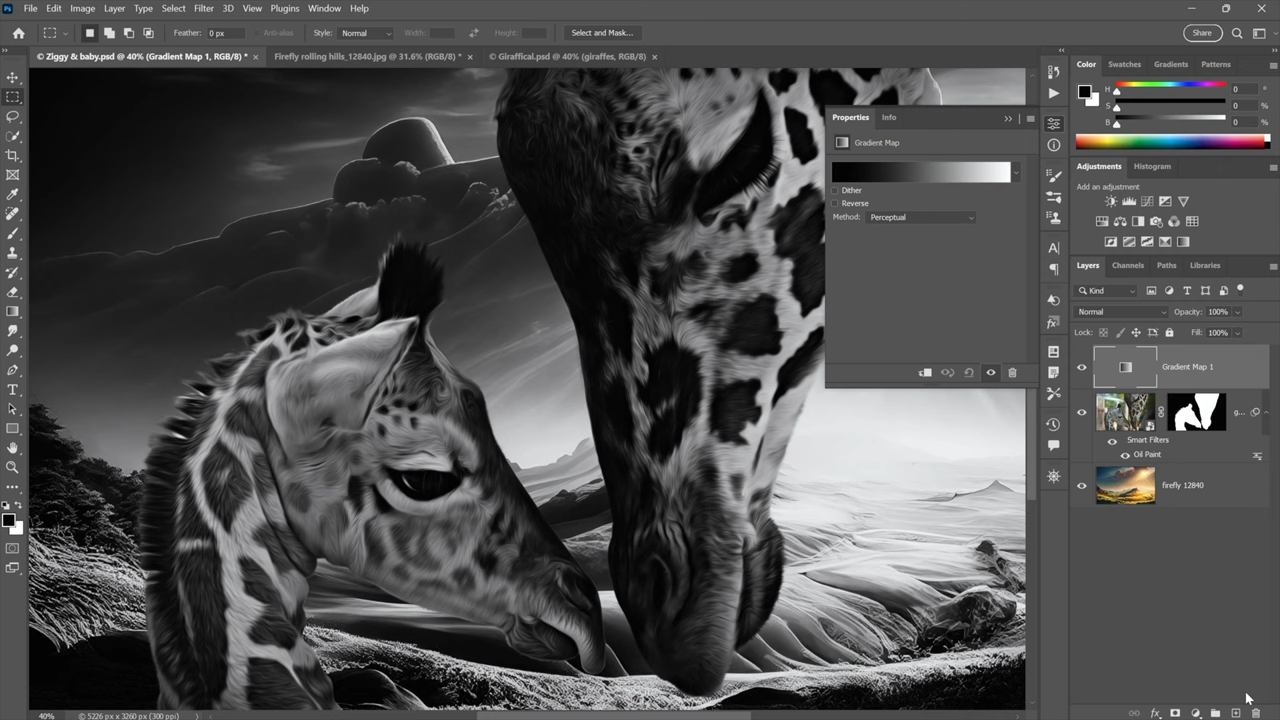 Ps File Edit Image Layer Type Select Filter 3D View Plugins Window Help
Feather: 0 px Anti-alias Style: Normal Width: Height: Select and Mask... Share
© Ziggy & baby.psd @ 40% (Gradient Map 1, RGB/8) * × Firefly rolling hills_12840.jpg @ 31.6% (RGB/8) * × © Giraffical.psd @ 40% (giraffes, RGB/8) ×
Color Swatches Gradients Patterns
H 0 °
S 0 %
B 0 %
Properties Info
Gradient Map
Dither
Reverse
Method: Perceptual
Adjustments Histogram
Add an adjustment
Layers Channels Paths Libraries
Kind
Normal Opacity: 100%
Lock: Fill: 100%
Gradient Map 1
g...
Smart Filters
Oil Paint
firefly 12840
40% © 5226 px x 3260 px (300 ppi)